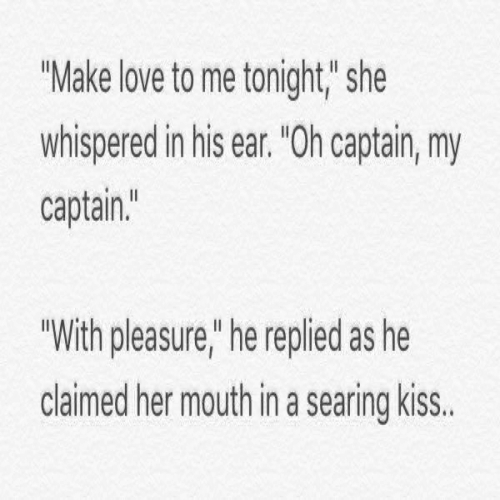 "Make love to me tonight," she
whispered in his ear. "Oh captain, my
captain."
"With pleasure," he replied as he
claimed her mouth in a searing kiss..